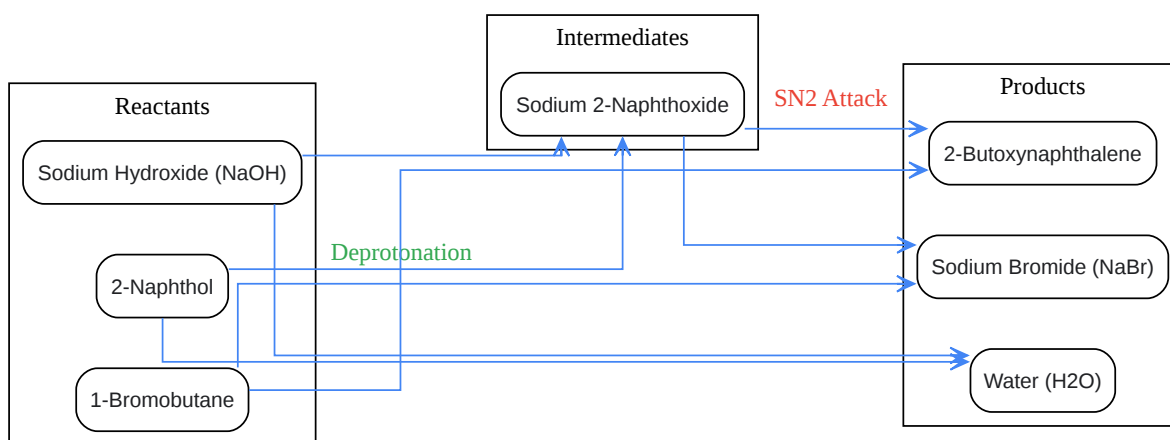 Reactants
Sodium Hydroxide (NaOH)
2-Naphthol
1-Bromobutane
Deprotonation
Intermediates
Sodium 2-Naphthoxide
SN2 Attack
Products
2-Butoxynaphthalene
Sodium Bromide (NaBr)
Water (H2O)